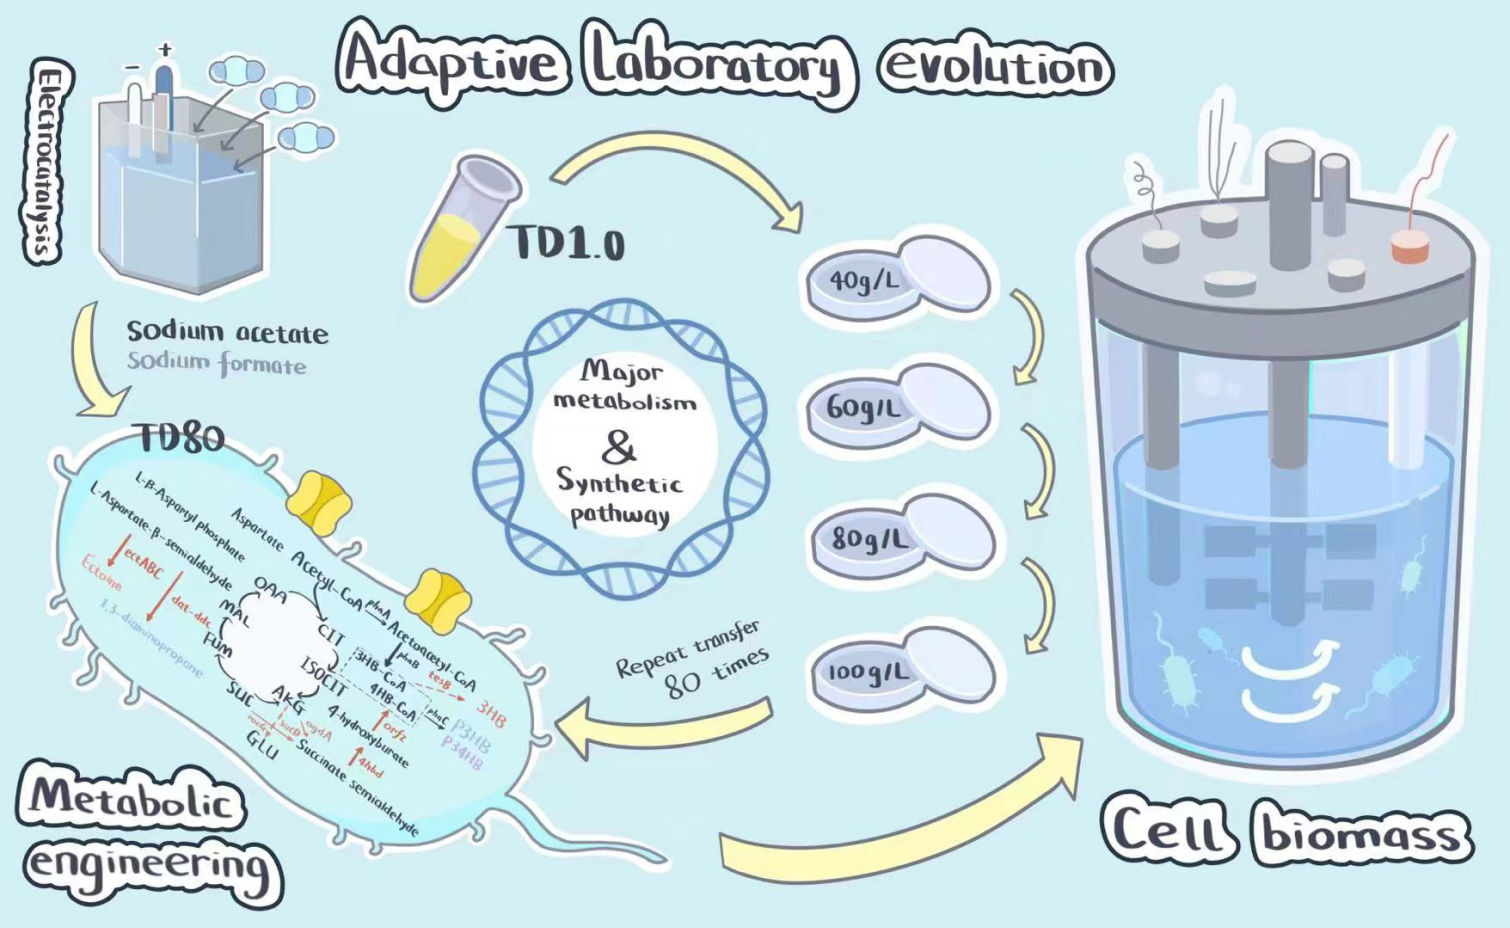 Adaptive Laboratory evolution
Electrocatalysis
−
+
TD1.0
Sodium acetate
Sodium formate
40g/L
60g/L
80g/L
100g/L
Major
metabolism
&
Synthetic
pathway
Repeat transfer
80 times
TD80
L-β-Aspartyl phosphate
L-Aspartate-β-semialdehyde
Aspartate
Acetyl-CoA
phaA
Acetoacetyl-CoA
ectABC
Ectoine
dat-ddc
1,3-diaminopropane
OAA
MAL
FUM
SUC
AKG
ISOCIT
CIT
phaB
tesB
3HB
3HB-CoA
4HB-CoA
phaC
P3HB
P34HB
orfz
4-hydroxyburate
4hbd
sucD
ogdA
GLU
Succinate semialdehyde
Metabolic
engineering
Cell biomass